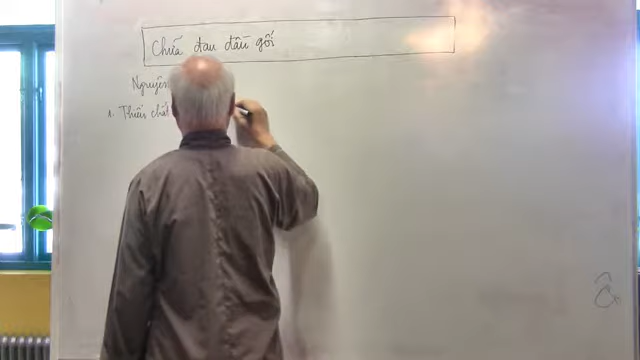 Chữa đau đầu gối
Nguyên
1. Thiếu chất